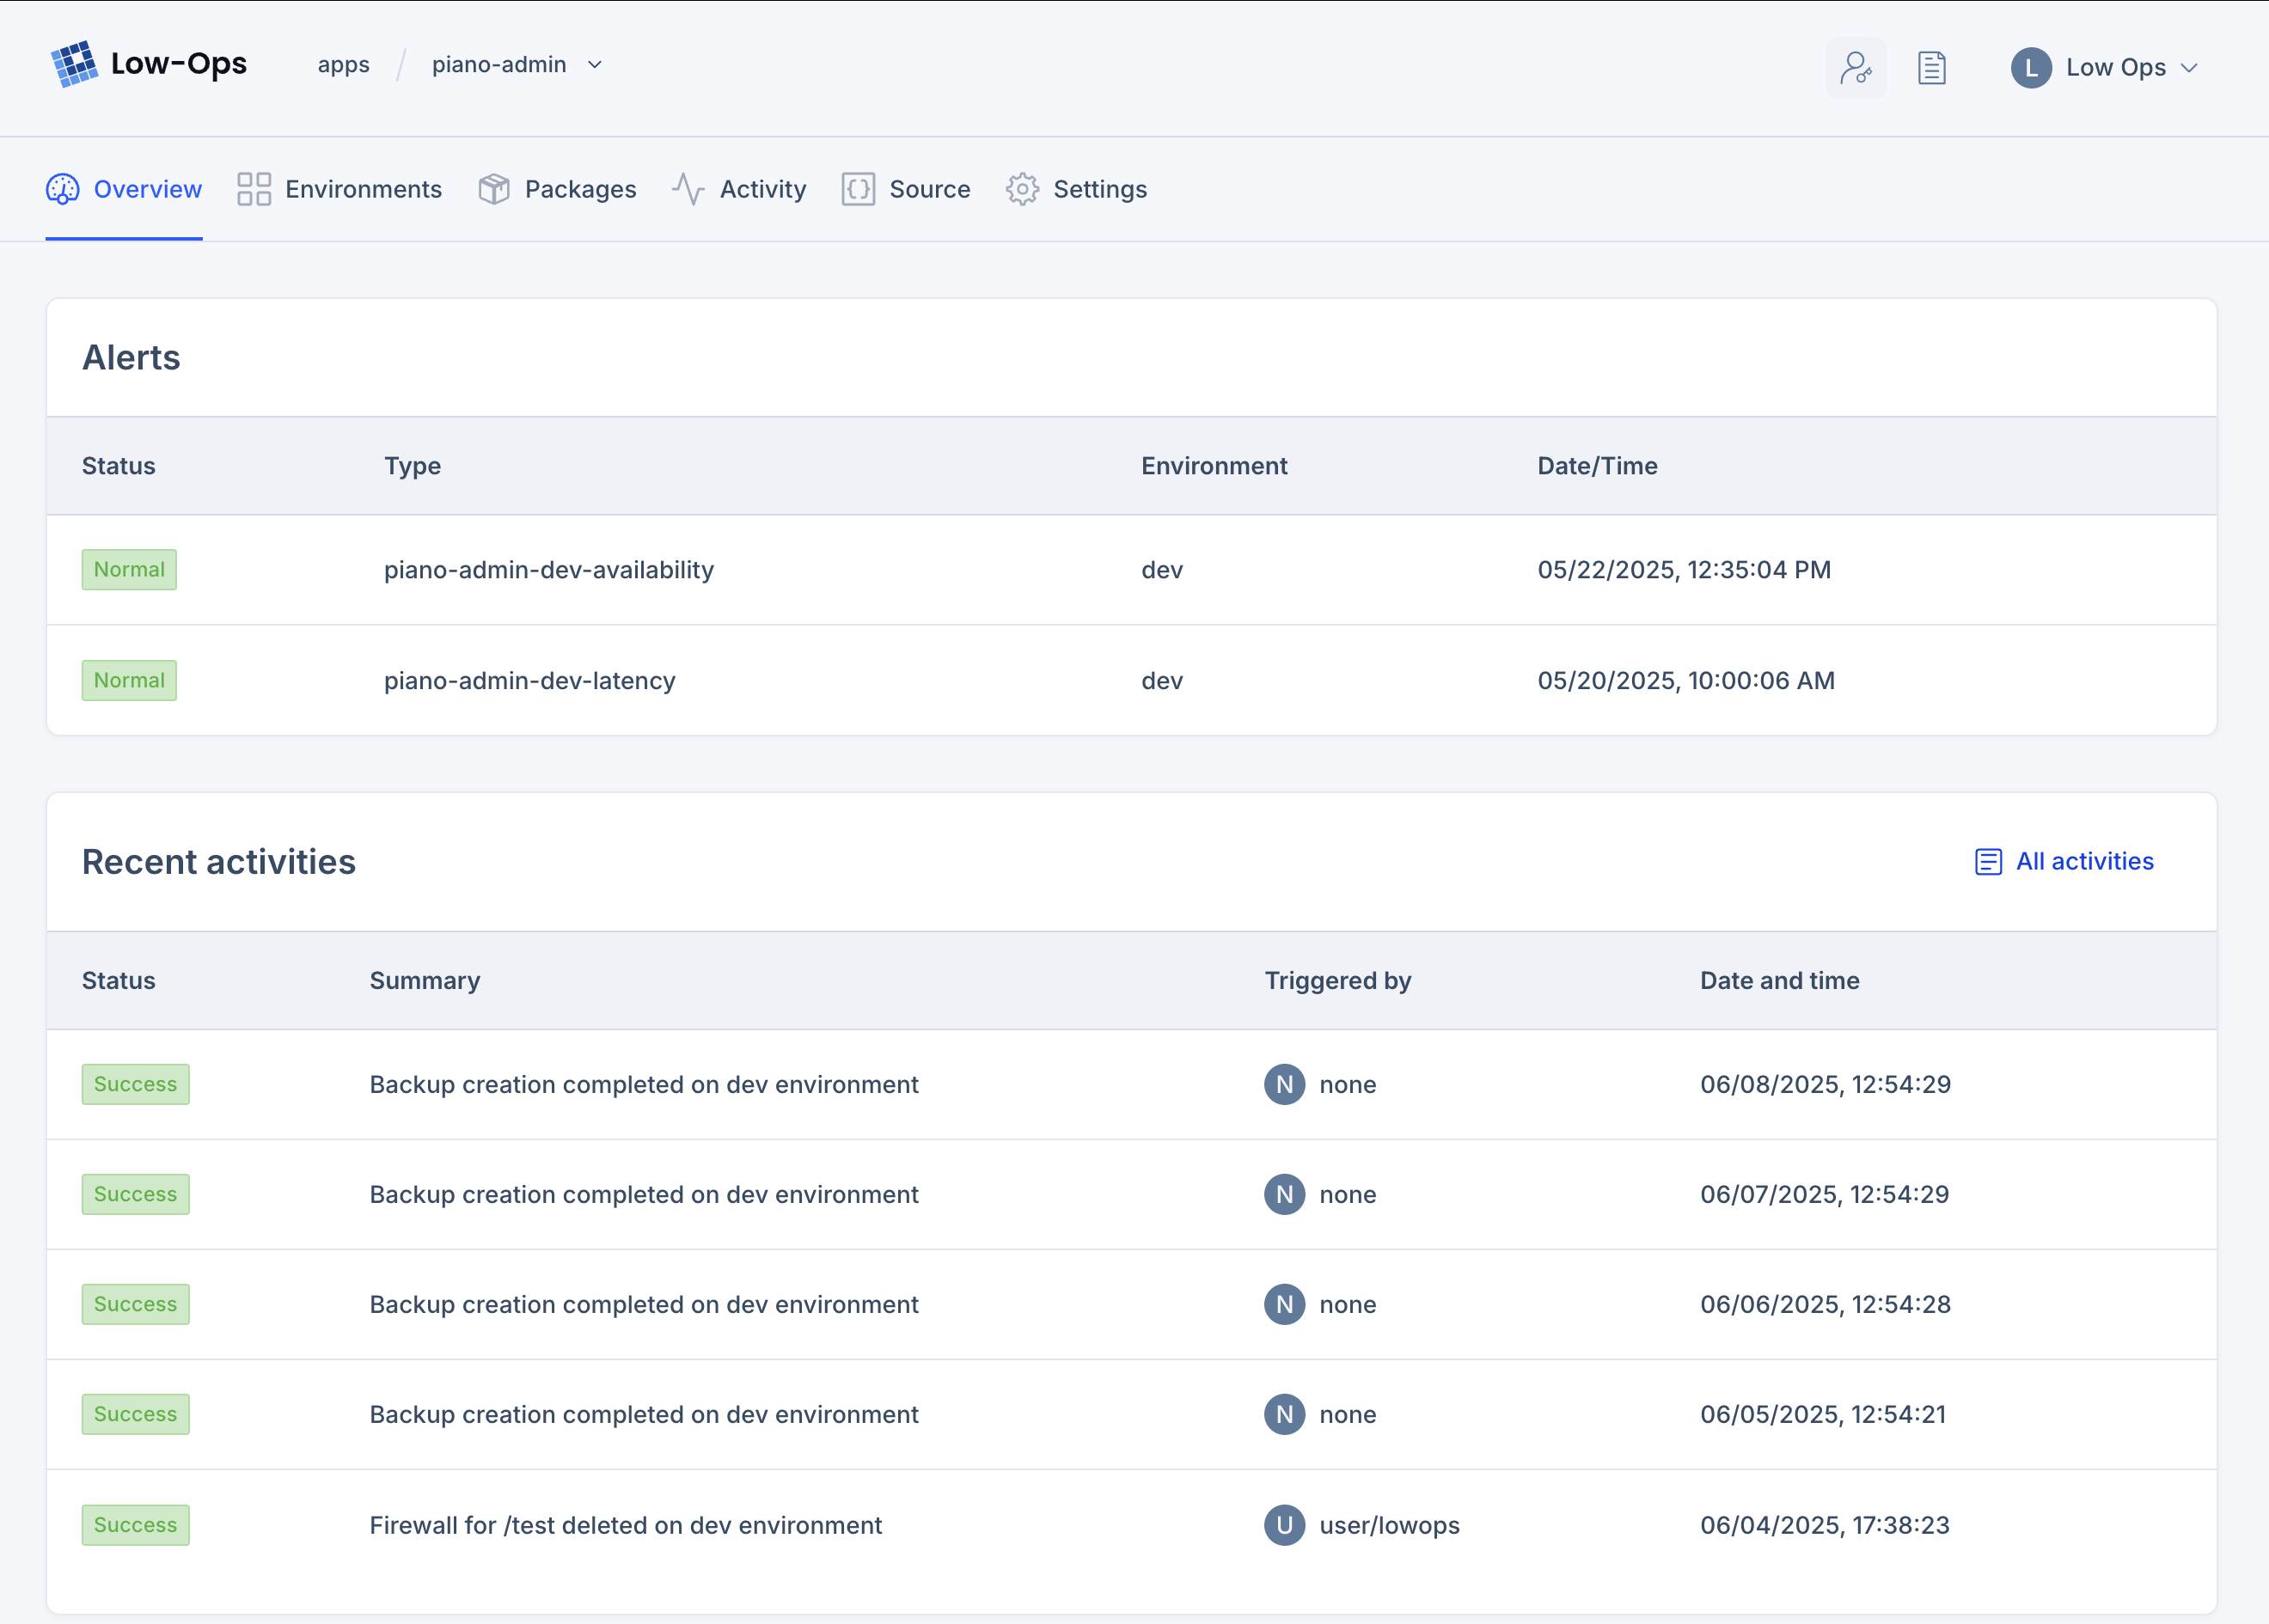 Low-Ops apps / piano-admin L Low Ops
Overview Environments Packages Activity Source Settings
Alerts
Status Type Environment Date/Time
Normal piano-admin-dev-availability dev 05/22/2025, 12:35:04 PM
Normal piano-admin-dev-latency dev 05/20/2025, 10:00:06 AM
Recent activities All activities
Status Summary Triggered by Date and time
Success Backup creation completed on dev environment N none 06/08/2025, 12:54:29
Success Backup creation completed on dev environment N none 06/07/2025, 12:54:29
Success Backup creation completed on dev environment N none 06/06/2025, 12:54:28
Success Backup creation completed on dev environment N none 06/05/2025, 12:54:21
Success Firewall for /test deleted on dev environment U user/lowops 06/04/2025, 17:38:23